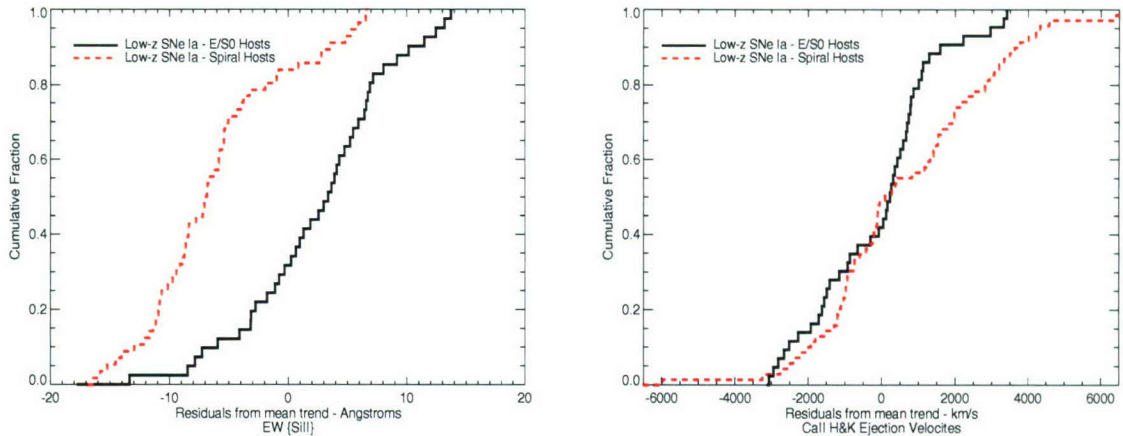 1.0
0.8
0.6
0.4
0.2
0.0
Cumulative Fraction
Low-z SNe Ia - E/S0 Hosts
Low-z SNe Ia - Spiral Hosts
-20
-10
0
10
20
Residuals from mean trend - Angstroms
EW {SiII}
1.0
0.8
0.6
0.4
0.2
0.0
Cumulative Fraction
Low-z SNe Ia - E/S0 Hosts
Low-z SNe Ia - Spiral Hosts
-6000
-4000
-2000
0
2000
4000
6000
Residuals from mean trend - km/s
CaII H&K Ejection Velocites